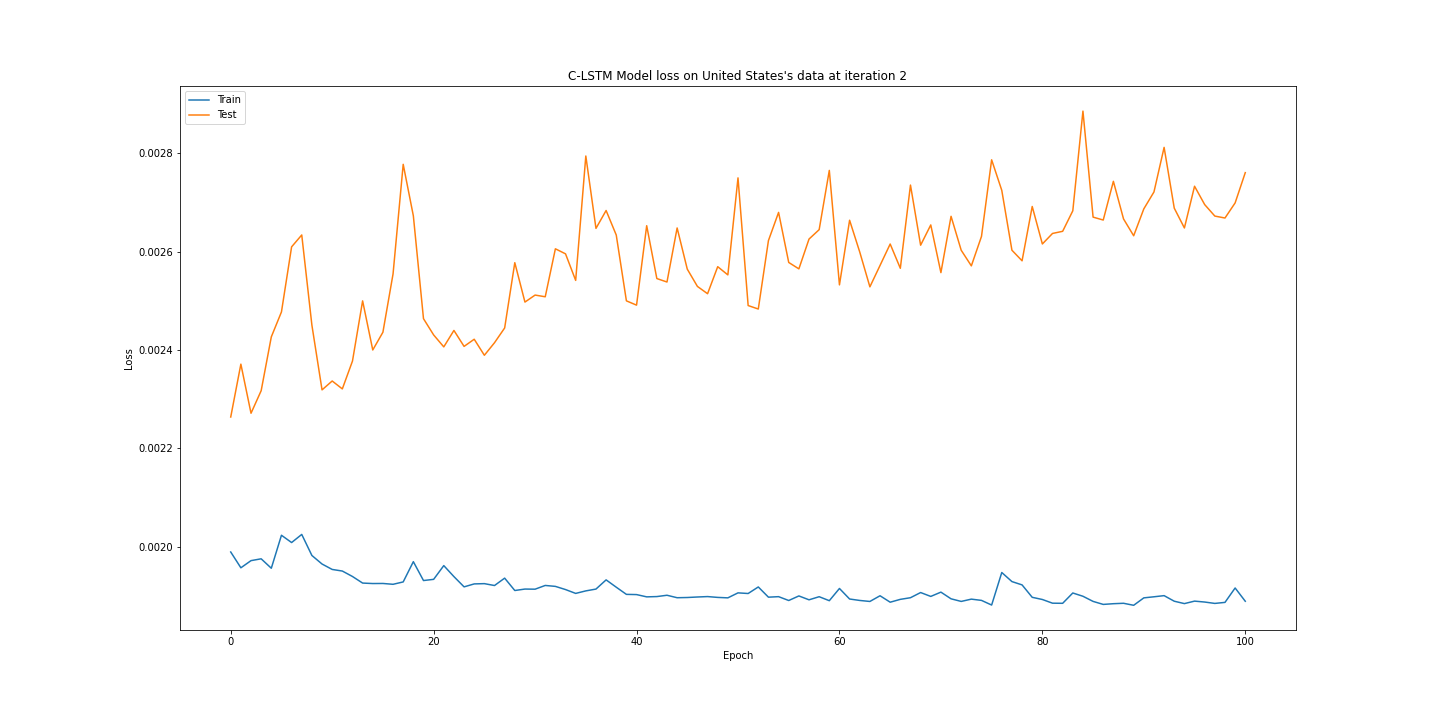 C-LSTM Model loss on United States's data at iteration 2
Train
Test
0.0028
0.0026
0.0024
0.0022
0.0020
Loss
0 20 40 60 80 100
Epoch